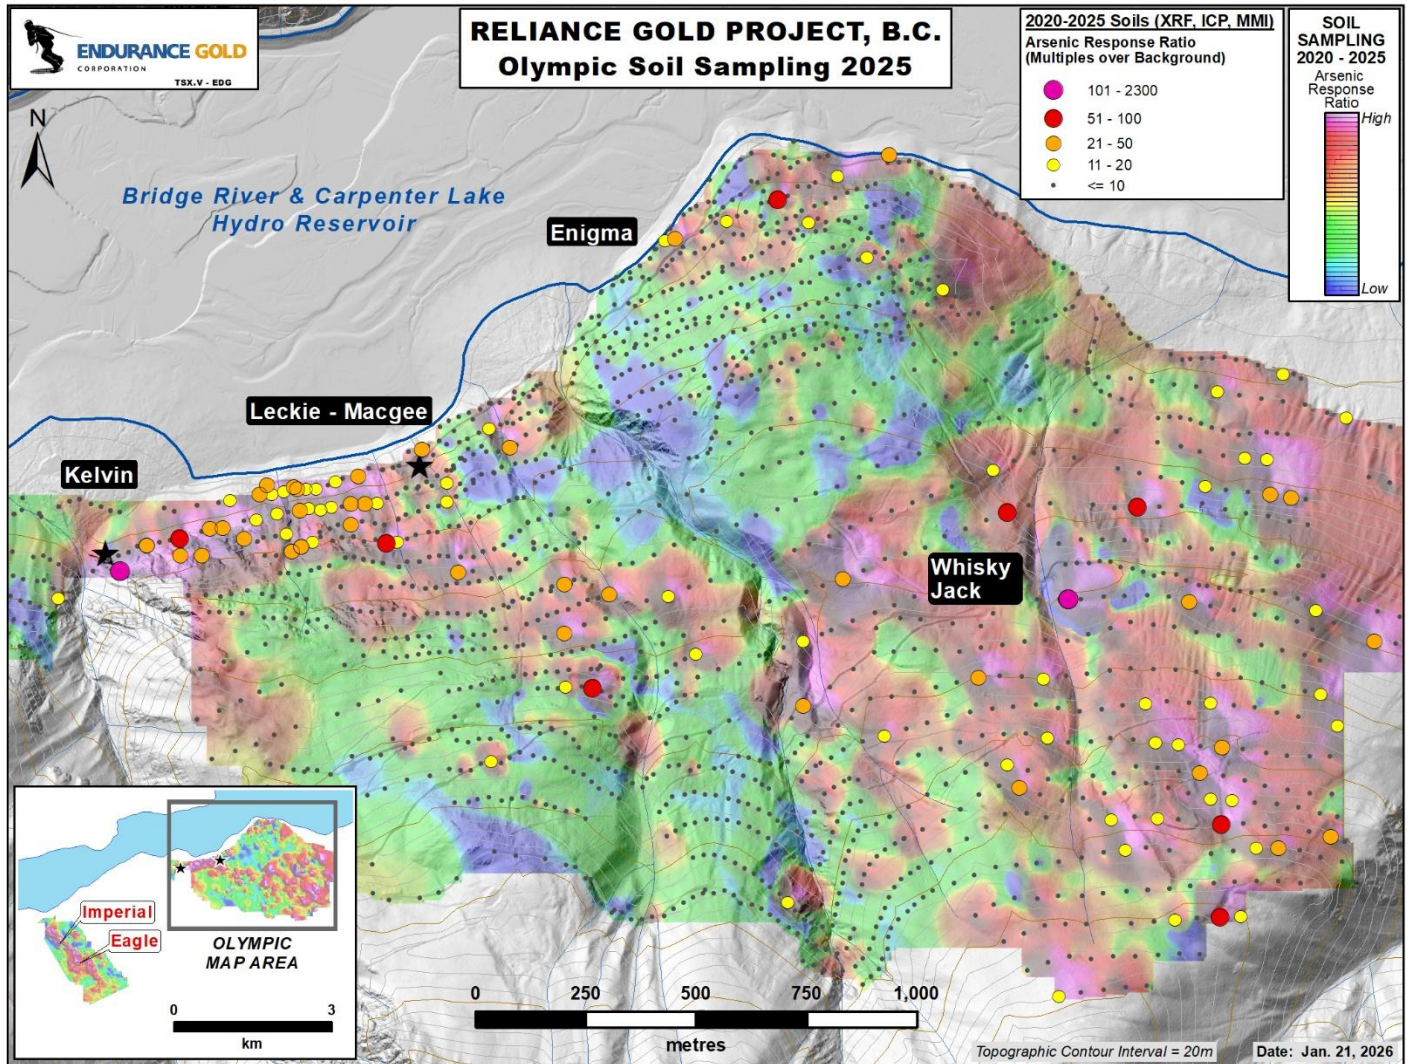 ENDURANCE GOLD
CORPORATION
TSX.V - EDG
RELIANCE GOLD PROJECT, B.C.
Olympic Soil Sampling 2025
2020-2025 Soils (XRF, ICP, MMI)
Arsenic Response Ratio
(Multiples over Background)
101 - 2300
51 - 100
21 - 50
11 - 20
<= 10
SOIL
SAMPLING
2020 - 2025
Arsenic
Response
Ratio
High
Low
N
Bridge River & Carpenter Lake
Hydro Reservoir
Enigma
Leckie - Macgee
Kelvin
Whisky
Jack
Imperial
Eagle
OLYMPIC
MAP AREA
0 3
km
0 250 500 750 1,000
metres
Topographic Contour Interval = 20m
Date: Jan. 21, 2026